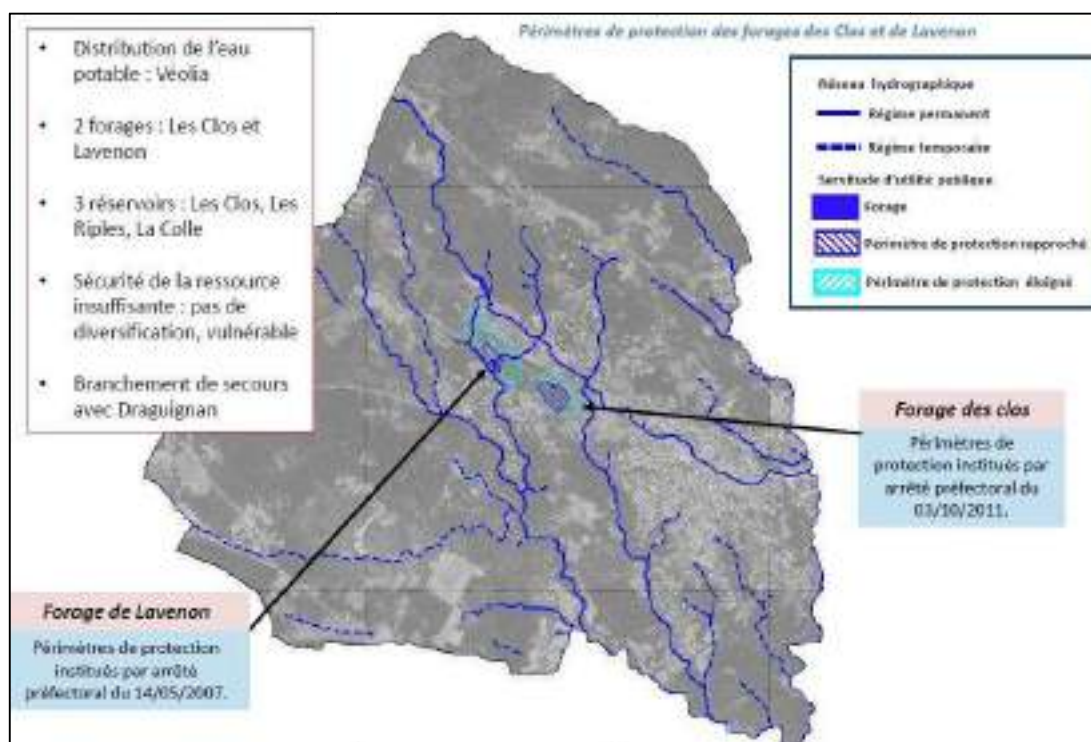 Périmètres de protection des forages des Clos et de Lavenon
• Distribution de l'eau
potable : Véolia
• 2 forages : Les Clos et
Lavenon
• 3 réservoirs : Les Clos, Les
Riples, La Colle
• Sécurité de la ressource
insuffisante : pas de
diversification, vulnérable
• Branchement de secours
avec Draguignan
Réseau hydrographique
Régime permanent
Régime temporaire
Servitude d'utilité publique
Forage
Périmètre de protection rapproché
Périmètre de protection éloigné
Forage des clos
Périmètres de
protection institués par
arrêté préfectoral du
03/10/2011.
Forage de Lavenon
Périmètres de protection
institués par arrêté
préfectoral du 14/05/2007.